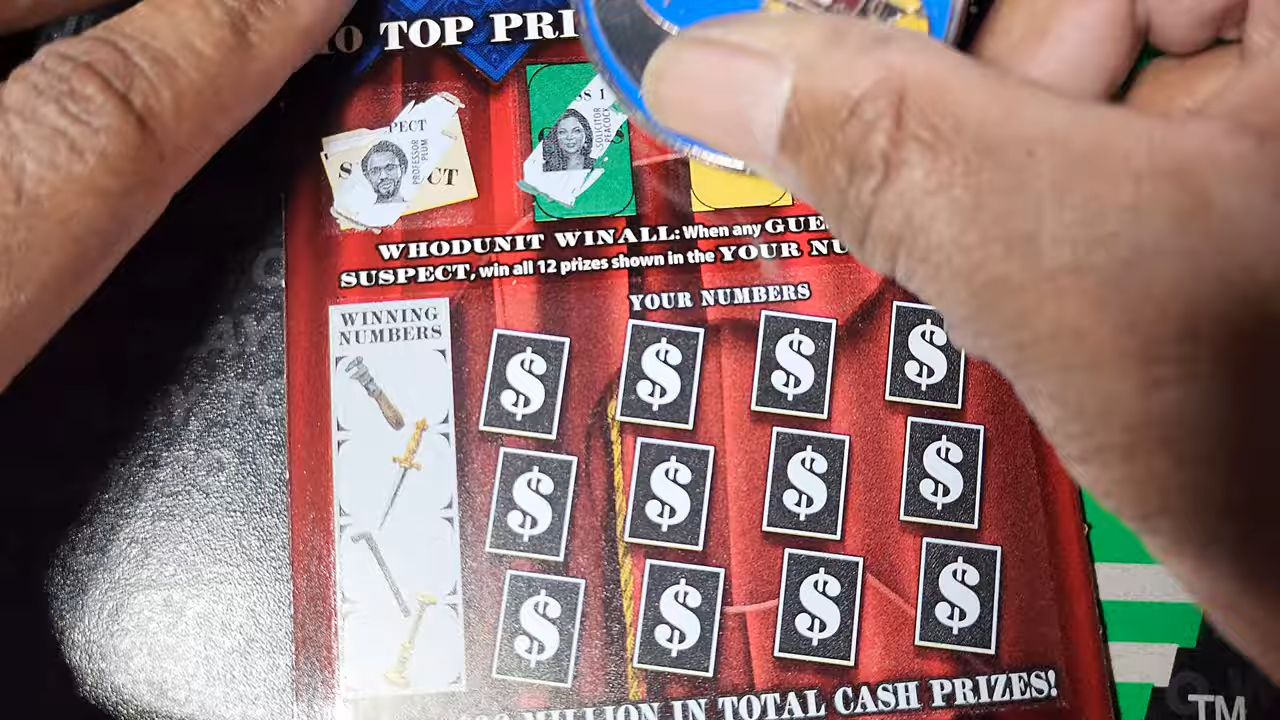 TOP PRI
PECT
PROFESSOR
PLUM
CT
SS 1
SOLICITOR
PEACOCK
WHODUNIT WINALL: When any GUE
SUSPECT, win all 12 prizes shown in the YOUR NU
YOUR NUMBERS
WINNING
NUMBERS
$ $ $ $
$ $ $ $
$ $ $ $
MILLION IN TOTAL CASH PRIZES!
TM